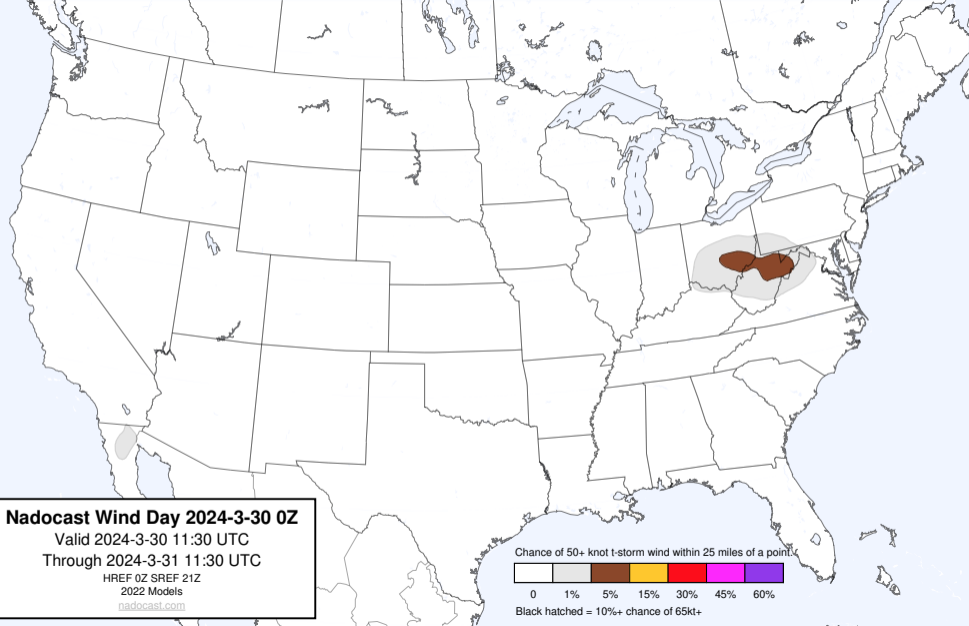 Nadocast Wind Day 2024-3-30 0Z
Valid 2024-3-30 11:30 UTC
Through 2024-3-31 11:30 UTC
HREF 0Z SREF 21Z
2022 Models
nadocast.com
Chance of 50+ knot t-storm wind within 25 miles of a point.
0 1% 5% 15% 30% 45% 60%
Black hatched = 10%+ chance of 65kt+